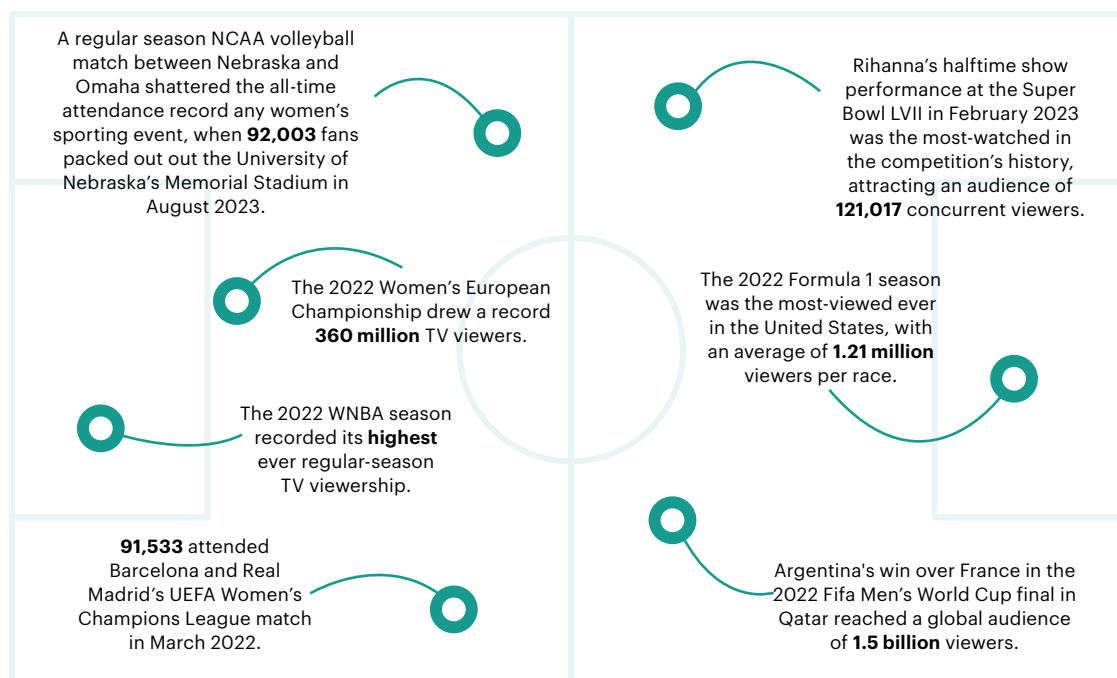 A regular season NCAA volleyball
match between Nebraska and
Omaha shattered the all-time
attendance record any women's
sporting event, when 92,003 fans
packed out out the University of
Nebraska's Memorial Stadium in
August 2023.
The 2022 Women's European
Championship drew a record
360 million TV viewers.
The 2022 WNBA season
recorded its highest
ever regular-season
TV viewership.
91,533 attended
Barcelona and Real
Madrid's UEFA Women's
Champions League match
in March 2022.
Rihanna's halftime show
performance at the Super
Bowl LVII in February 2023
was the most-watched in
the competition's history,
attracting an audience of
121,017 concurrent viewers.
The 2022 Formula 1 season
was the most-viewed ever
in the United States, with
an average of 1.21 million
viewers per race.
Argentina's win over France in the
2022 Fifa Men's World Cup final in
Qatar reached a global audience
of 1.5 billion viewers.